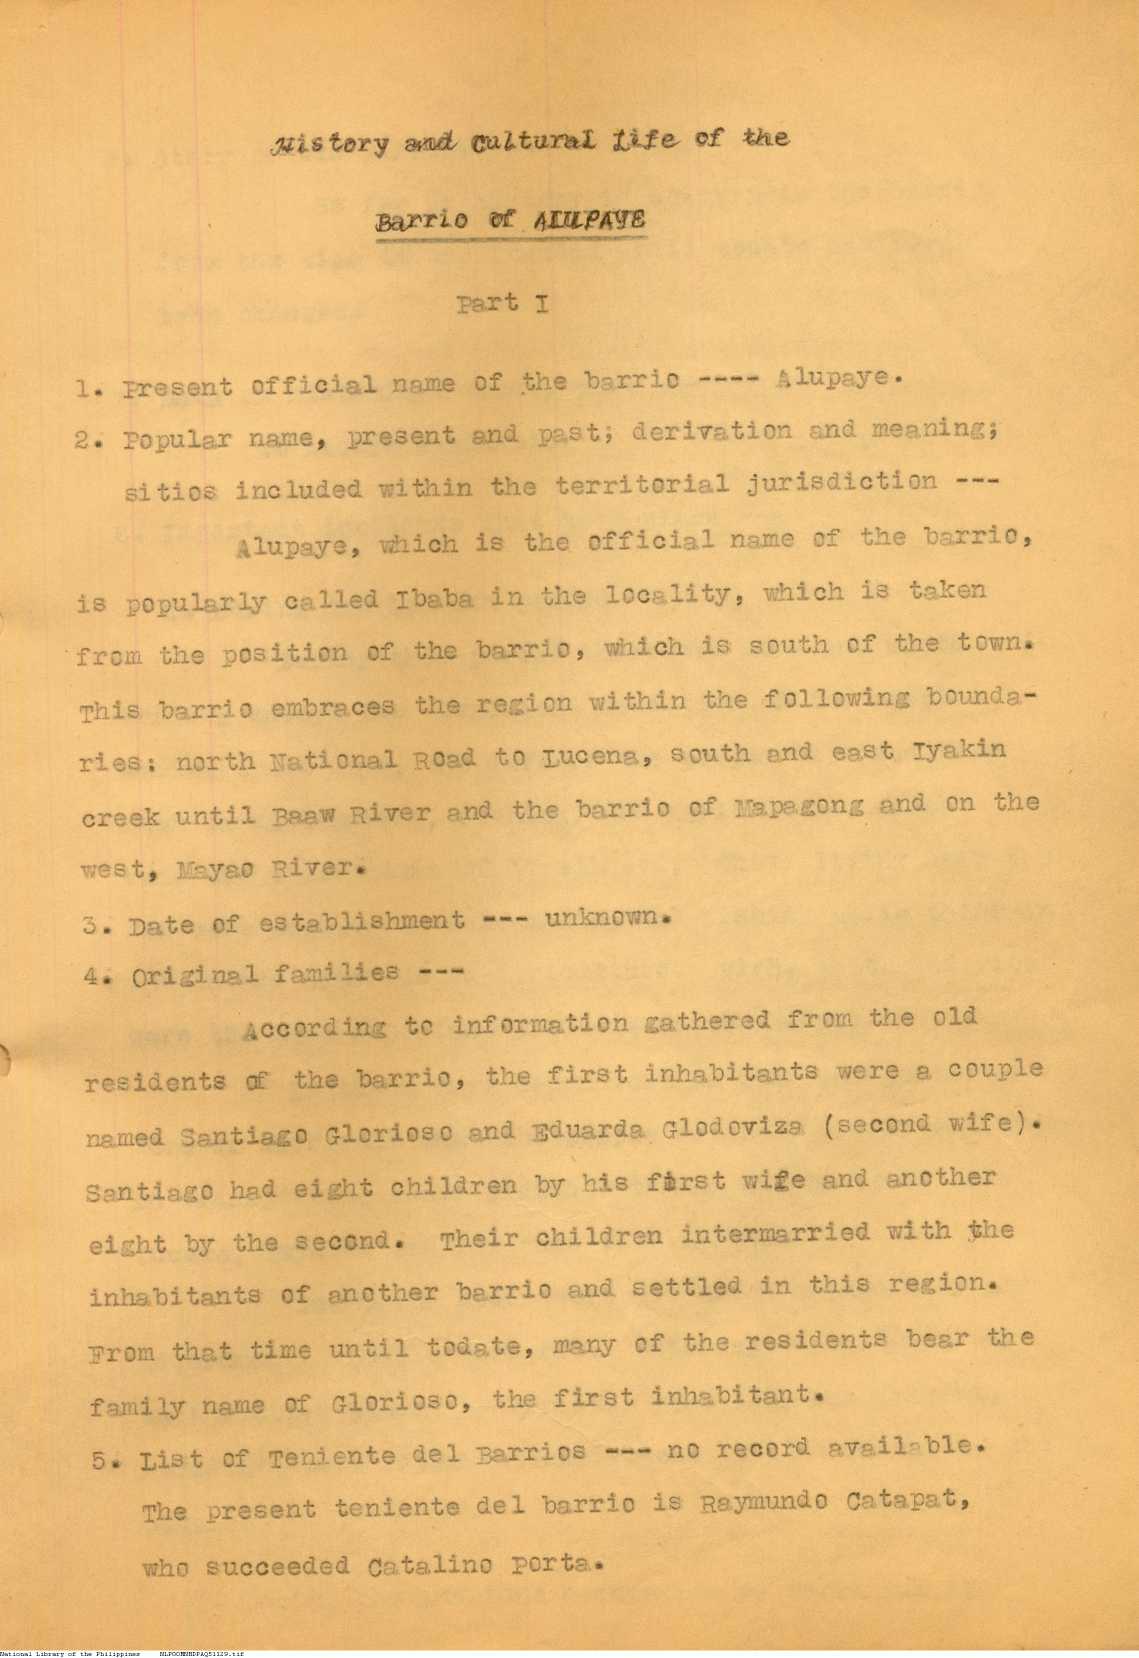 History and Cultural Life of the
Barrio of ALUPAYE
Part I
1. Present official name of the barrio ---- Alupaye.
2. Popular name, present and past; derivation and meaning;
sitios included within the territorial jurisdiction ---
Alupaye, which is the official name of the barrio,
is popularly called Ibaba in the locality, which is taken
from the position of the barrio, which is south of the town.
This barrio embraces the region within the following bounda-
ries: north National Road to Lucena, south and east Iyakin
creek until Baaw River and the barrio of Mapagong and on the
west, Mayao River.
3. Date of establishment --- unknown.
4. Original families ---
According to information gathered from the old
residents of the barrio, the first inhabitants were a couple
named Santiago Glorioso and Eduarda Glodoviza (second wife).
Santiago had eight children by his first wife and another
eight by the second. Their children intermarried with the
inhabitants of another barrio and settled in this region.
From that time until todate, many of the residents bear the
family name of Glorioso, the first inhabitant.
5. List of Teniente del Barrios --- no record available.
The present teniente del barrio is Raymundo Catapat,
who succeeded Catalino Porta.
National Library of the Philippines NLPOOMNHDPAQ51129.tif